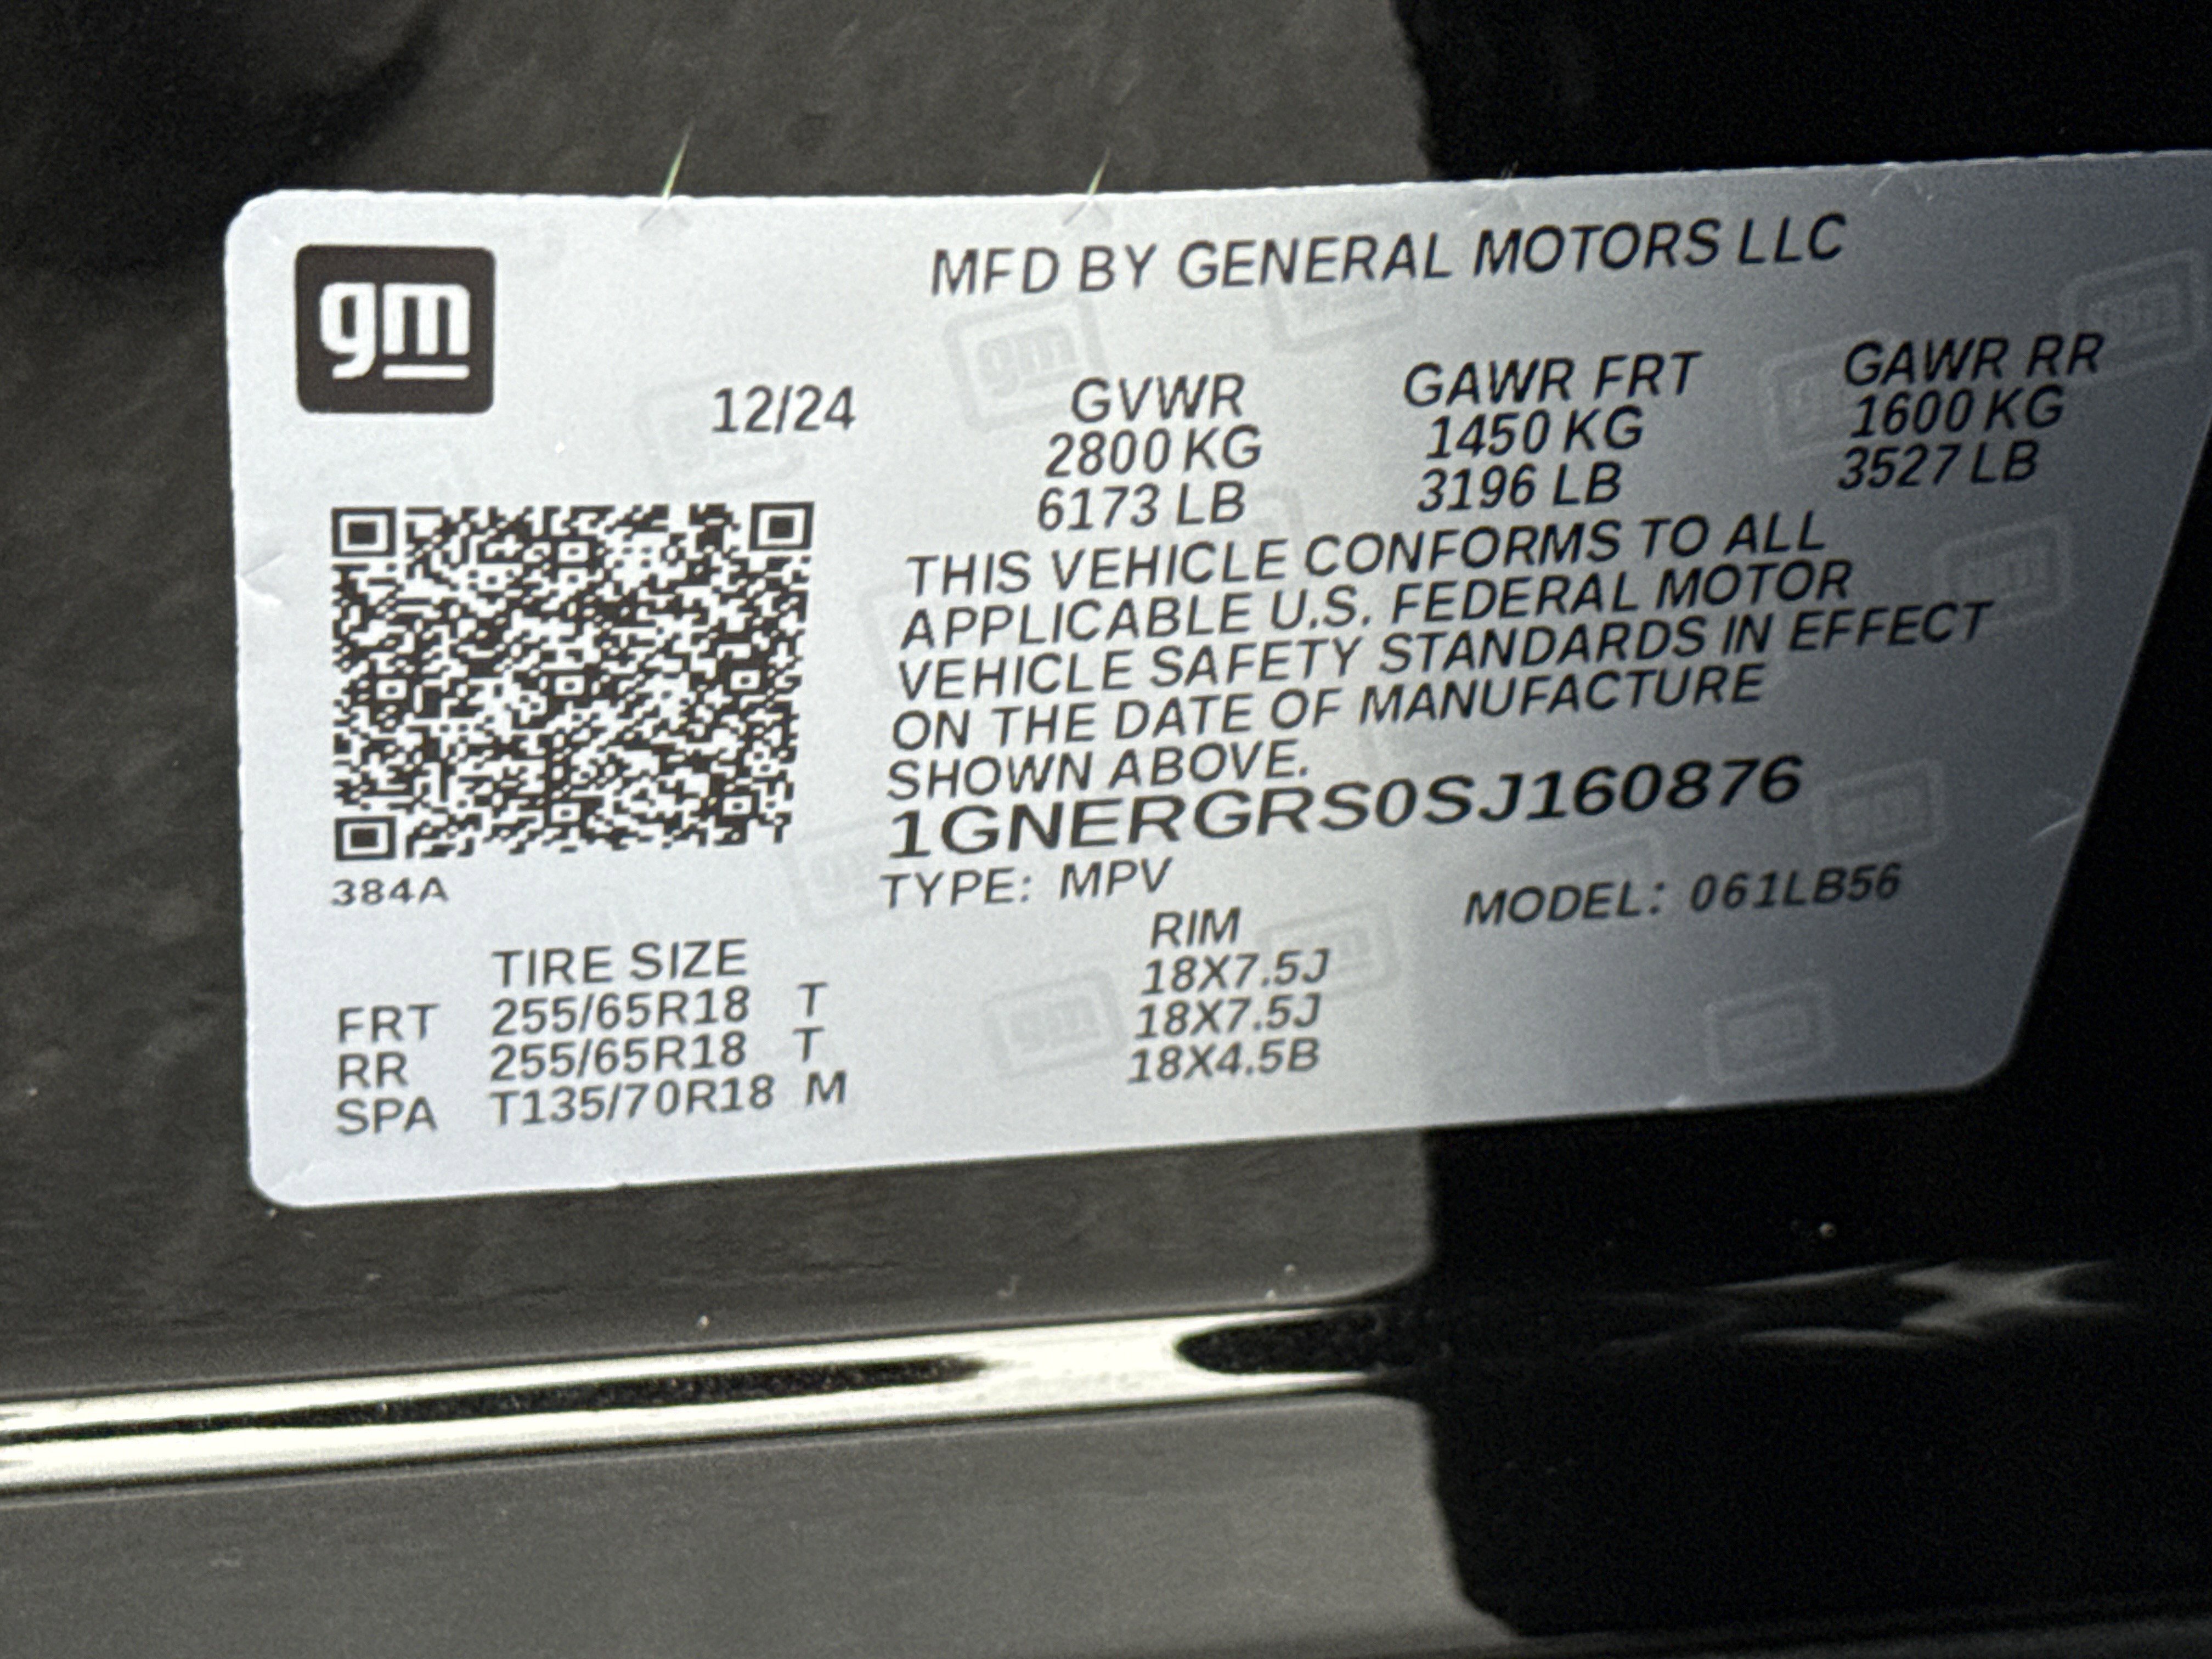 gm
MFD BY GENERAL MOTORS LLC
12/24
GVWR GAWR FRT GAWR RR
2800 KG 1450 KG 1600 KG
6173 LB 3196 LB 3527 LB
THIS VEHICLE CONFORMS TO ALL
APPLICABLE U.S. FEDERAL MOTOR
VEHICLE SAFETY STANDARDS IN EFFECT
ON THE DATE OF MANUFACTURE
SHOWN ABOVE.
1GNERGRS0SJ160876
384A
TYPE: MPV MODEL: 061LB56
TIRE SIZE RIM
FRT 255/65R18 T 18X7.5J
RR 255/65R18 T 18X7.5J
SPA T135/70R18 M 18X4.5B